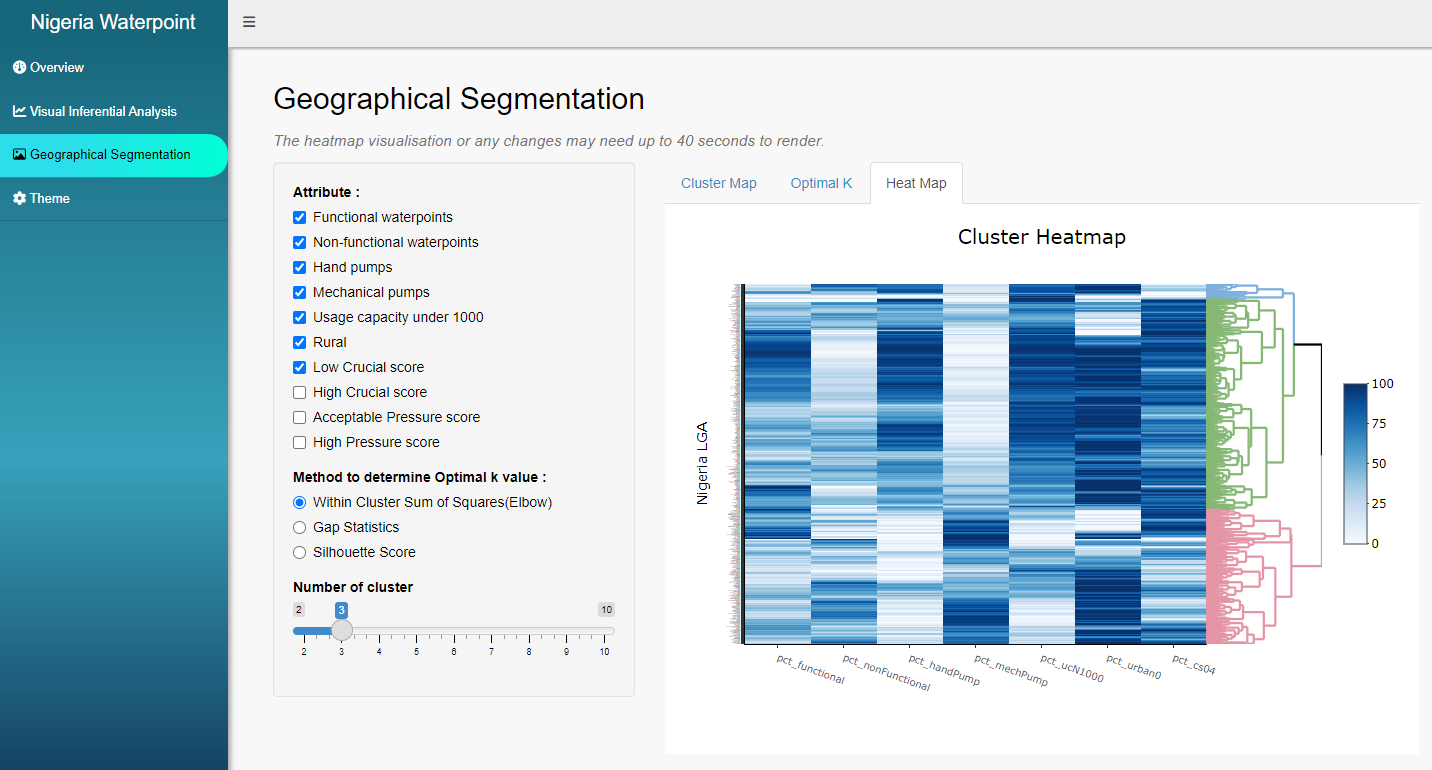 Nigeria Waterpoint
Overview
Visual Inferential Analysis
Geographical Segmentation
Theme
Geographical Segmentation
The heatmap visualisation or any changes may need up to 40 seconds to render.
Attribute :
Functional waterpoints
Non-functional waterpoints
Hand pumps
Mechanical pumps
Usage capacity under 1000
Rural
Low Crucial score
High Crucial score
Acceptable Pressure score
High Pressure score
Method to determine Optimal k value :
Within Cluster Sum of Squares(Elbow)
Gap Statistics
Silhouette Score
Number of cluster
2 3 10
2 3 4 5 6 7 8 9 10
Cluster Map Optimal K Heat Map
Cluster Heatmap
Nigeria LGA
pct_functional pct_nonFunctional pct_handPump pct_mechPump pct_ucN1000 pct_urban0 pct_cs04
100
75
50
25
0